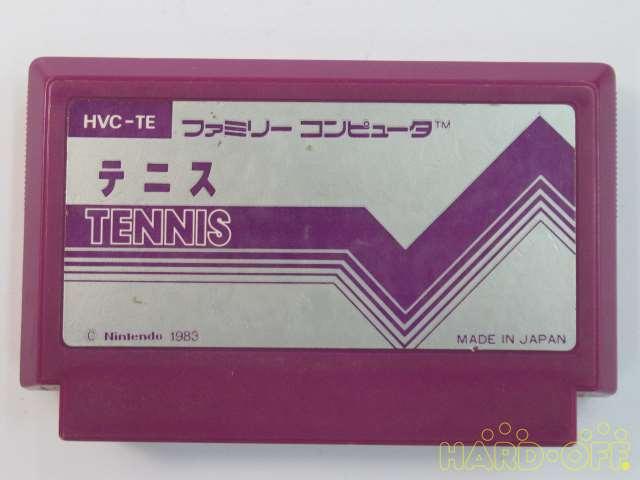 HVC-TE
ファミリー コンピュータ™
テニス
TENNIS
© Nintendo 1983
MADE IN JAPAN
HARD・OFF